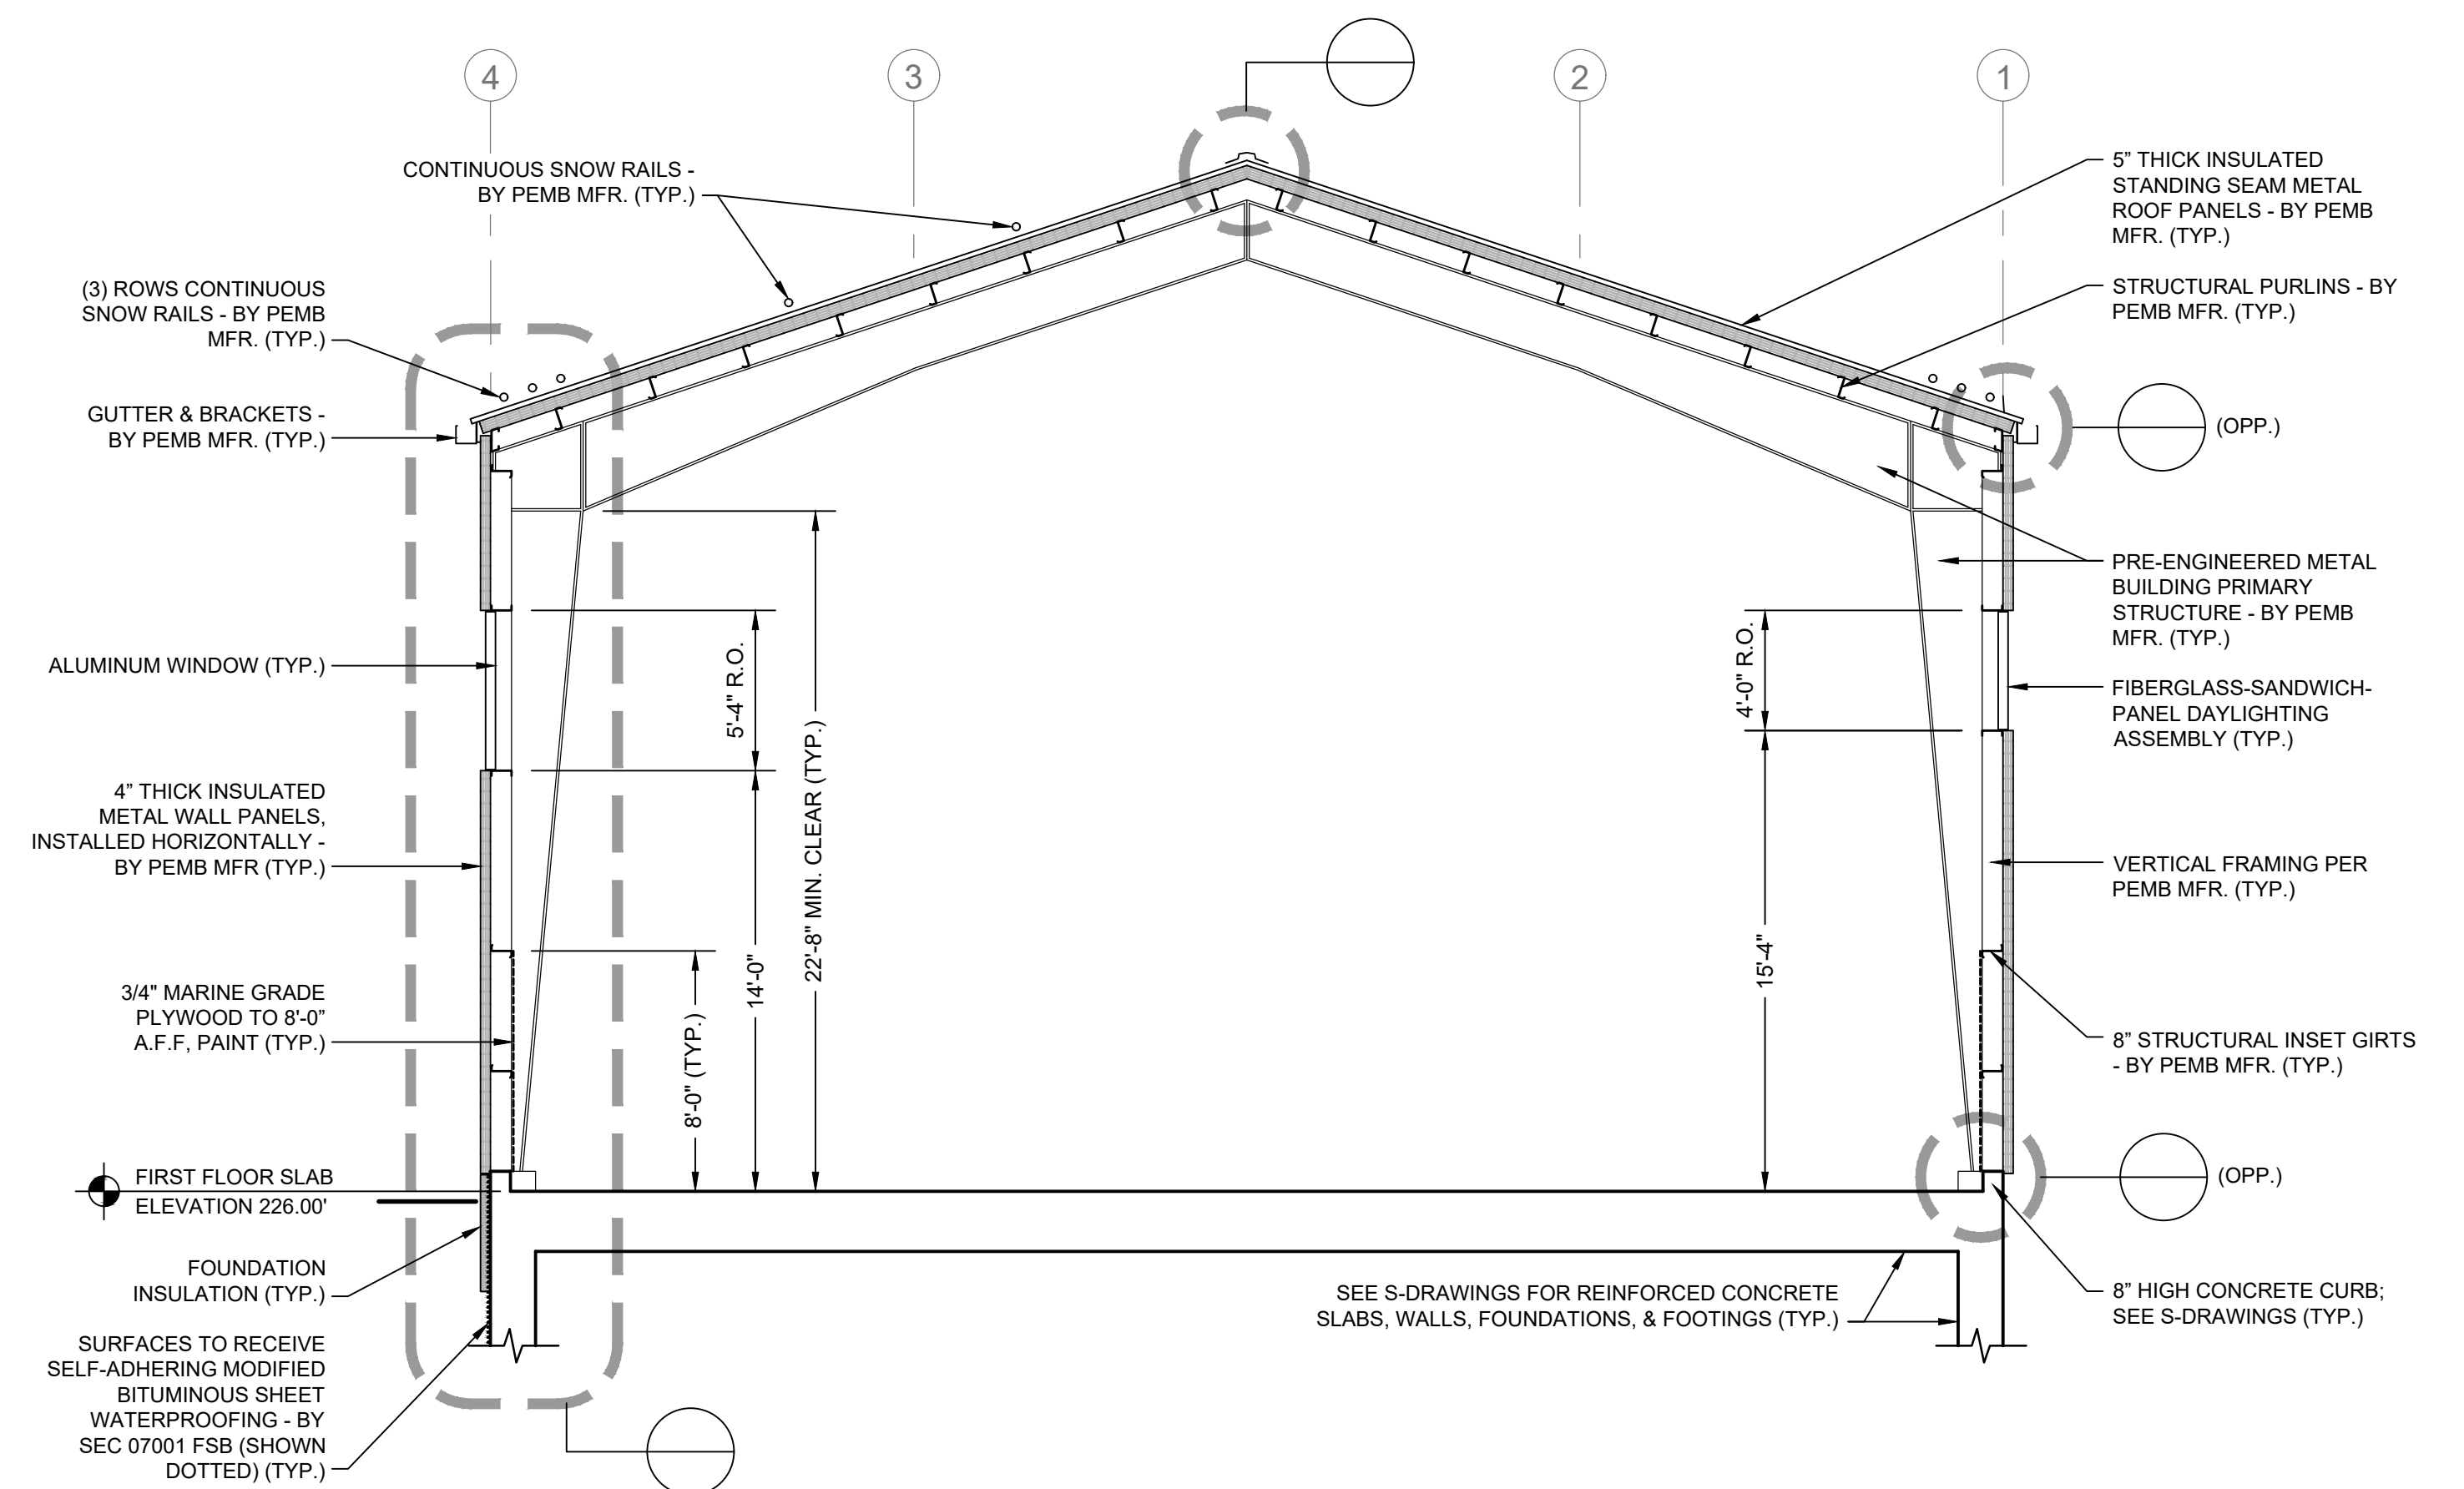 4
3
2
1
CONTINUOUS SNOW RAILS -
BY PEMB MFR. (TYP.)
(3) ROWS CONTINUOUS
SNOW RAILS - BY PEMB
MFR. (TYP.)
GUTTER & BRACKETS -
BY PEMB MFR. (TYP.)
ALUMINUM WINDOW (TYP.)
4” THICK INSULATED
METAL WALL PANELS,
INSTALLED HORIZONTALLY -
BY PEMB MFR (TYP.)
3/4" MARINE GRADE
PLYWOOD TO 8'-0”
A.F.F, PAINT (TYP.)
FIRST FLOOR SLAB
ELEVATION 226.00'
FOUNDATION
INSULATION (TYP.)
SURFACES TO RECEIVE
SELF-ADHERING MODIFIED
BITUMINOUS SHEET
WATERPROOFING - BY
SEC 07001 FSB (SHOWN
DOTTED) (TYP.)
8'-0" (TYP.)
5'-4" R.O.
14'-0"
22'-8" MIN. CLEAR (TYP.)
4'-0" R.O.
15'-4"
SEE S-DRAWINGS FOR REINFORCED CONCRETE
SLABS, WALLS, FOUNDATIONS, & FOOTINGS (TYP.)
5” THICK INSULATED
STANDING SEAM METAL
ROOF PANELS - BY PEMB
MFR. (TYP.)
STRUCTURAL PURLINS - BY
PEMB MFR. (TYP.)
(OPP.)
PRE-ENGINEERED METAL
BUILDING PRIMARY
STRUCTURE - BY PEMB
MFR. (TYP.)
FIBERGLASS-SANDWICH-
PANEL DAYLIGHTING
ASSEMBLY (TYP.)
VERTICAL FRAMING PER
PEMB MFR. (TYP.)
8” STRUCTURAL INSET GIRTS
- BY PEMB MFR. (TYP.)
(OPP.)
8” HIGH CONCRETE CURB;
SEE S-DRAWINGS (TYP.)